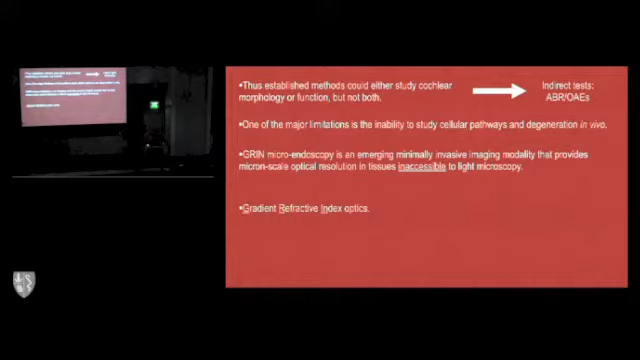 •Thus established methods could either study cochlear
morphology or function, but not both.
Indirect tests:
ABR/OAEs
•One of the major limitations is the inability to study cellular pathways and degeneration in vivo.
•GRIN micro-endoscopy is an emerging minimally invasive imaging modality that provides
micron-scale optical resolution in tissues inaccessible to light microscopy.
•Gradient Refractive Index optics.